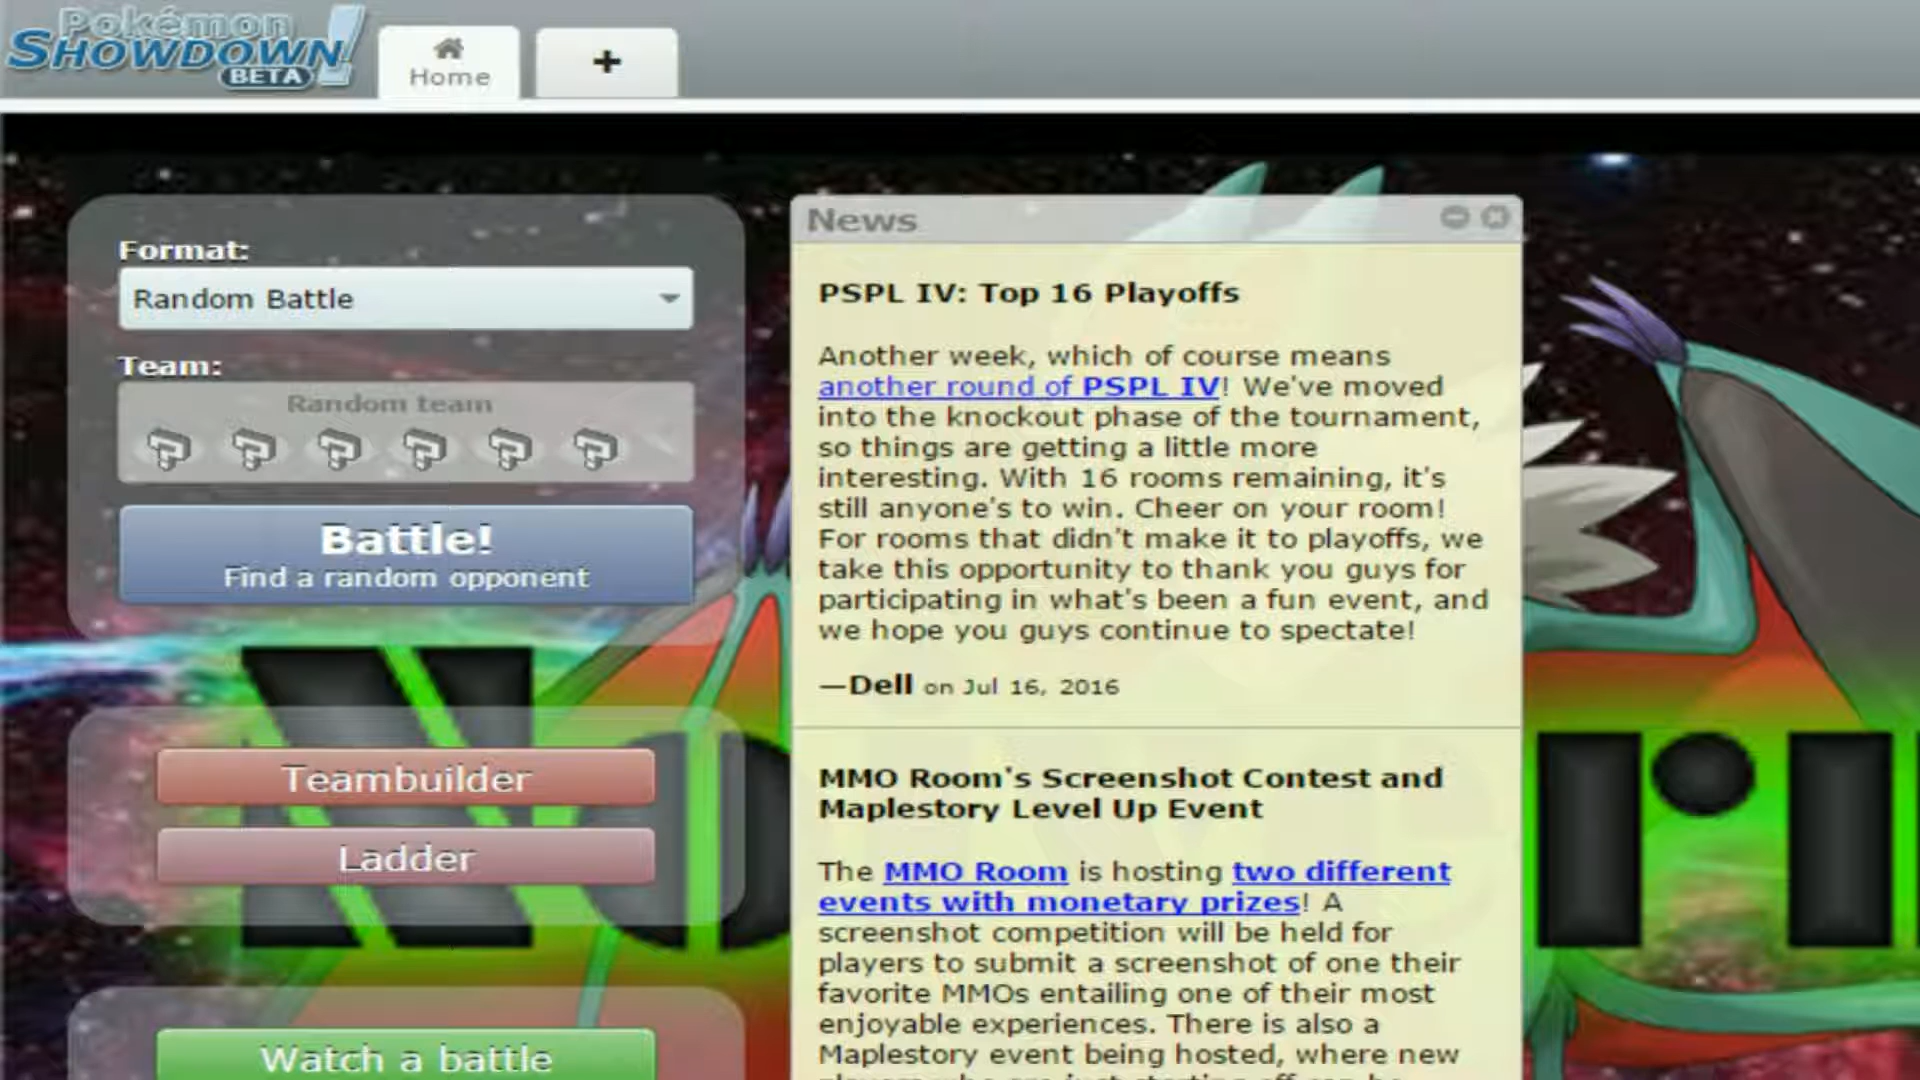 Pokémon
SHOWDOWN!
BETA
Home
+
Format:
Random Battle
Team:
Random team
? ? ? ? ? ?
Battle!
Find a random opponent
Teambuilder
Ladder
Watch a battle
News
PSPL IV: Top 16 Playoffs
Another week, which of course means
another round of PSPL IV! We've moved
into the knockout phase of the tournament,
so things are getting a little more
interesting. With 16 rooms remaining, it's
still anyone's to win. Cheer on your room!
For rooms that didn't make it to playoffs, we
take this opportunity to thank you guys for
participating in what's been a fun event, and
we hope you guys continue to spectate!
—Dell on Jul 16, 2016
MMO Room's Screenshot Contest and
Maplestory Level Up Event
The MMO Room is hosting two different
events with monetary prizes! A
screenshot competition will be held for
players to submit a screenshot of one their
favorite MMOs entailing one of their most
enjoyable experiences. There is also a
Maplestory event being hosted, where new